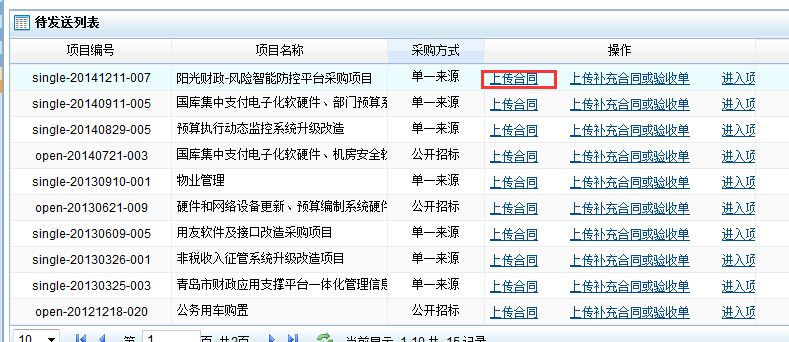 待发送列表
项目编号 项目名称 采购方式 操作
single-20141211-007 阳光财政-风险智能防控平台采购项目 单一来源 上传合同 上传补充合同或验收单 进入项
single-20140911-005 国库集中支付电子化软硬件、部门预算系 单一来源 上传合同 上传补充合同或验收单 进入项
single-20140829-005 预算执行动态监控系统升级改造 单一来源 上传合同 上传补充合同或验收单 进入项
open-20140721-003 国库集中支付电子化软硬件、机房安全软 公开招标 上传合同 上传补充合同或验收单 进入项
single-20130910-001 物业管理 单一来源 上传合同 上传补充合同或验收单 进入项
open-20130621-009 硬件和网络设备更新、预算编制系统硬件 公开招标 上传合同 上传补充合同或验收单 进入项
single-20130609-005 用友软件及接口改造采购项目 单一来源 上传合同 上传补充合同或验收单 进入项
single-20130326-001 非税收入征管系统升级改造项目 单一来源 上传合同 上传补充合同或验收单 进入项
single-20130325-003 青岛市财政应用支撑平台一体化管理信息 单一来源 上传合同 上传补充合同或验收单 进入项
open-20121218-020 公务用车购置 公开招标 上传合同 上传补充合同或验收单 进入项
10 第 1 页 共2页 当前显示 1-10 共 15 记录